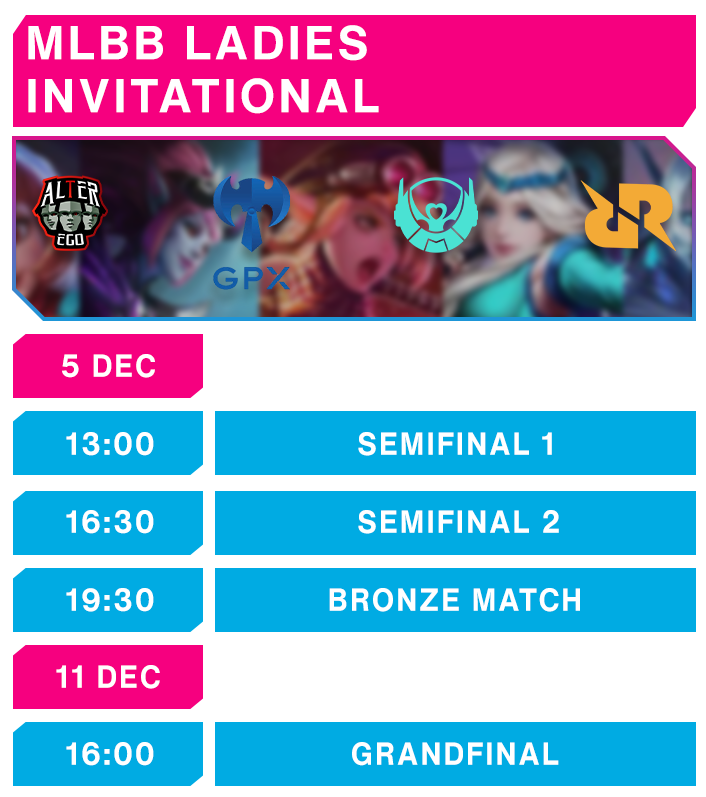 MLBB LADIES
INVITATIONAL
ALTER
EGO
GPX
R
5 DEC
13:00 SEMIFINAL 1
16:30 SEMIFINAL 2
19:30 BRONZE MATCH
11 DEC
16:00 GRANDFINAL